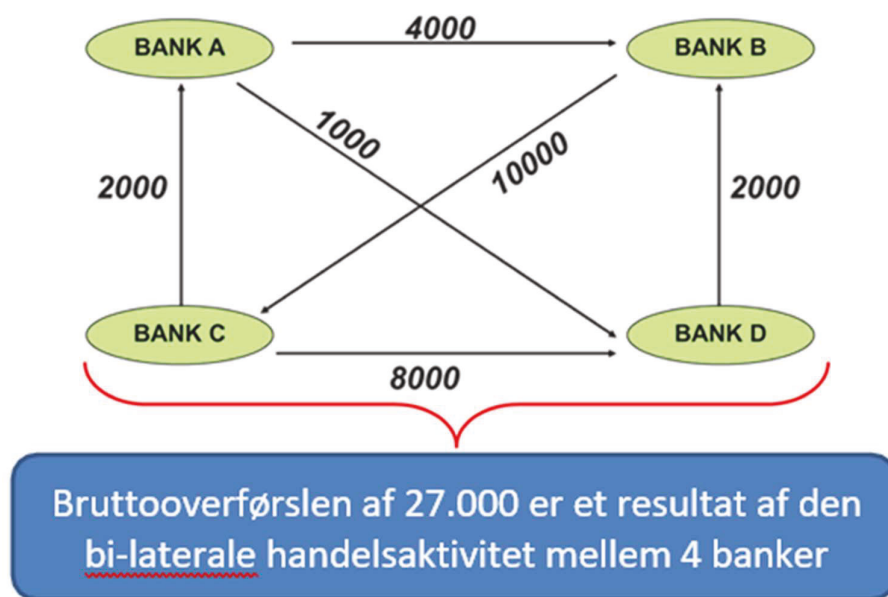 BANK A
4000
BANK B
1000
10000
2000
2000
BANK C
BANK D
8000
Bruttooverførslen af 27.000 er et resultat af den
bi-laterale handelsaktivitet mellem 4 banker